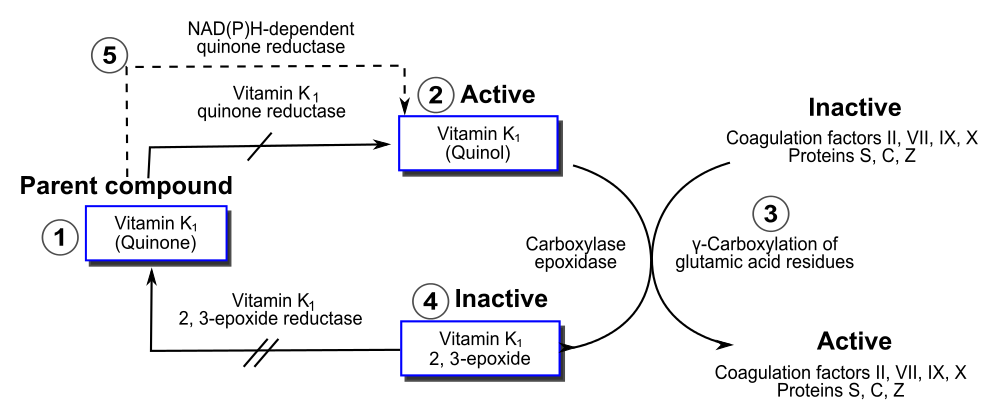 NAD(P)H-dependent
quinone reductase
5
Vitamin K₁
quinone reductase
2 Active
Vitamin K₁
(Quinol)
Inactive
Coagulation factors II, VII, IX, X
Proteins S, C, Z
Parent compound
1
Vitamin K₁
(Quinone)
3
γ-Carboxylation of
glutamic acid residues
Carboxylase
epoxidase
Vitamin K₁
2, 3-epoxide reductase
4 Inactive
Vitamin K₁
2, 3-epoxide
Active
Coagulation factors II, VII, IX, X
Proteins S, C, Z